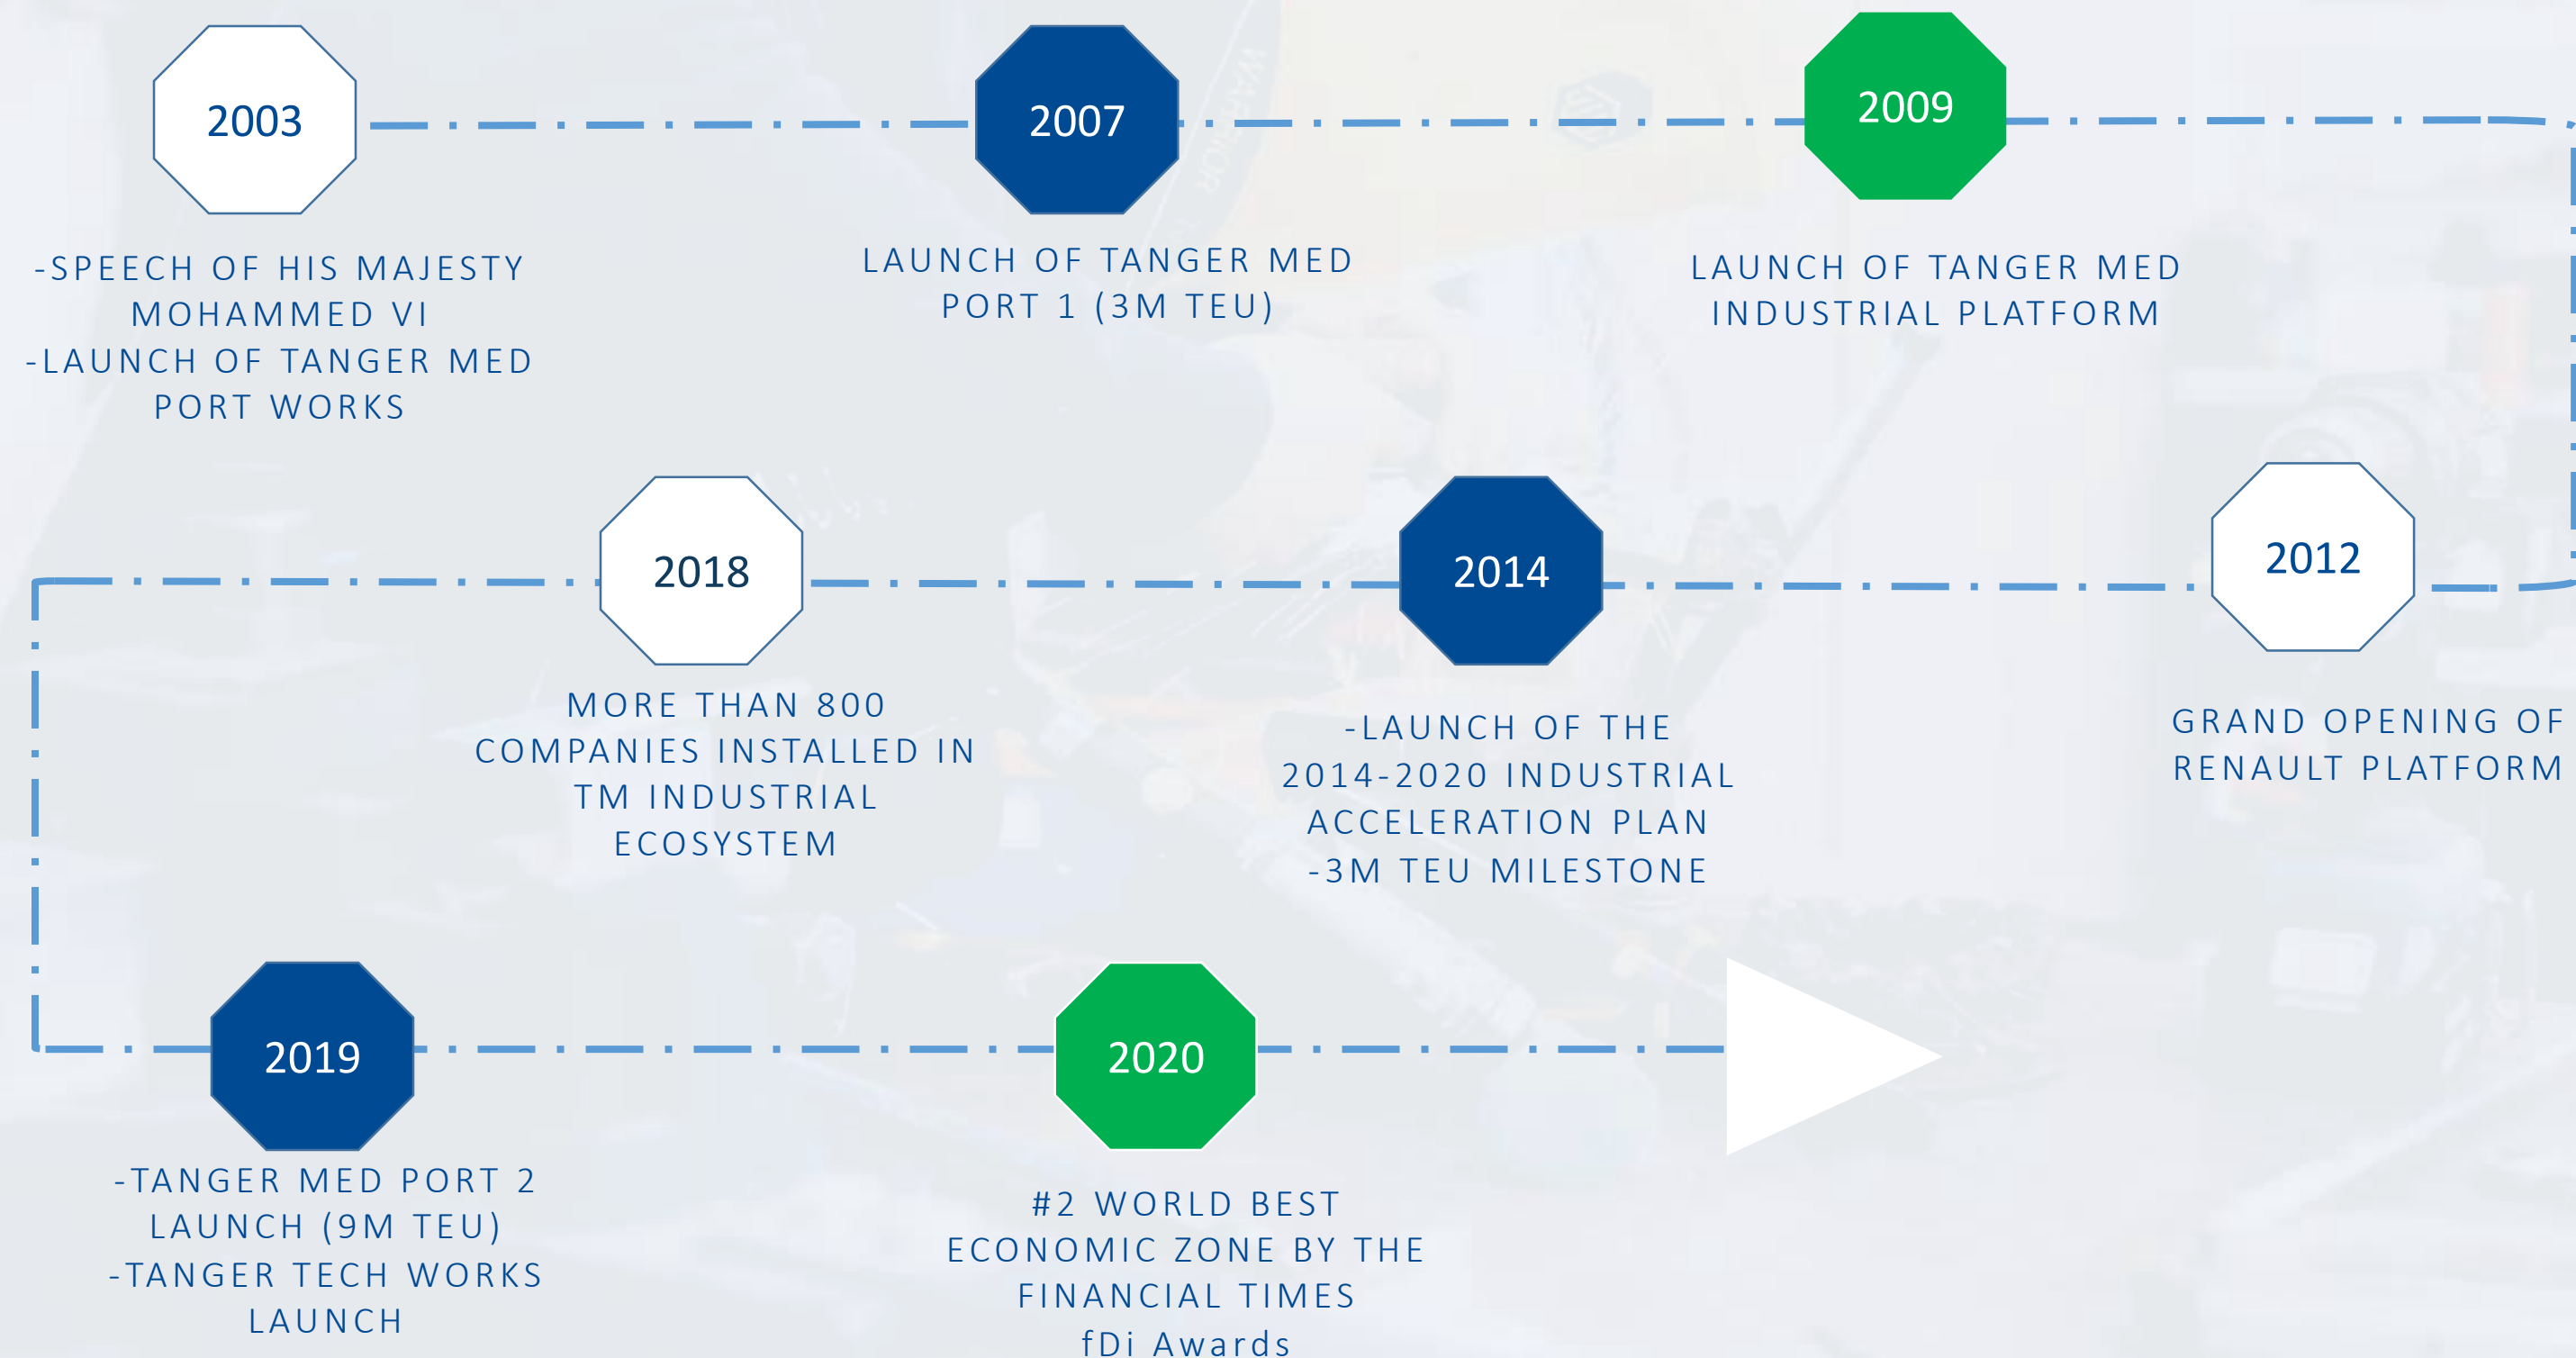 2003
-SPEECH OF HIS MAJESTY
MOHAMMED VI
-LAUNCH OF TANGER MED
PORT WORKS
2007
LAUNCH OF TANGER MED
PORT 1 (3M TEU)
2009
LAUNCH OF TANGER MED
INDUSTRIAL PLATFORM
2012
GRAND OPENING OF
RENAULT PLATFORM
2014
-LAUNCH OF THE
2014-2020 INDUSTRIAL
ACCELERATION PLAN
-3M TEU MILESTONE
2018
MORE THAN 800
COMPANIES INSTALLED IN
TM INDUSTRIAL
ECOSYSTEM
2019
-TANGER MED PORT 2
LAUNCH (9M TEU)
-TANGER TECH WORKS
LAUNCH
2020
#2 WORLD BEST
ECONOMIC ZONE BY THE
FINANCIAL TIMES
fDi Awards
WARRIOR